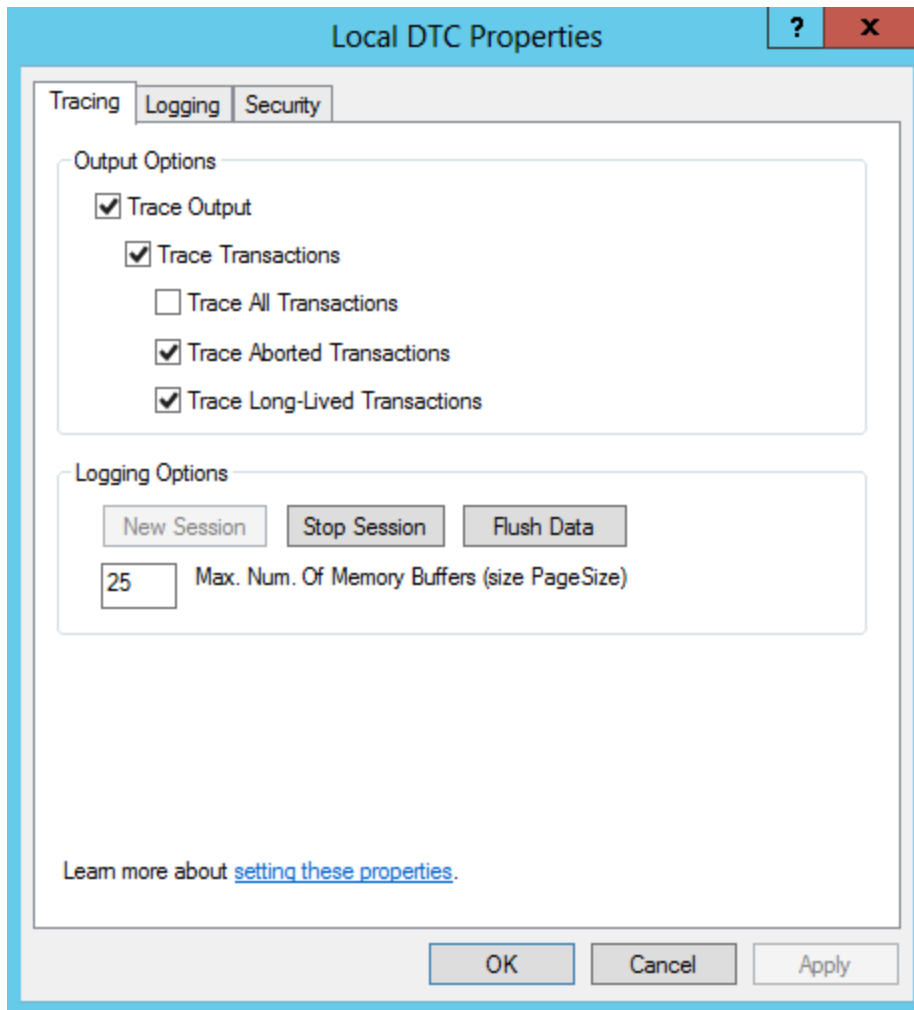 Local DTC Properties
?
x
Tracing
Logging
Security
Output Options
Trace Output
Trace Transactions
Trace All Transactions
Trace Aborted Transactions
Trace Long-Lived Transactions
Logging Options
New Session
Stop Session
Flush Data
25
Max. Num. Of Memory Buffers (size PageSize)
Learn more about setting these properties.
OK
Cancel
Apply